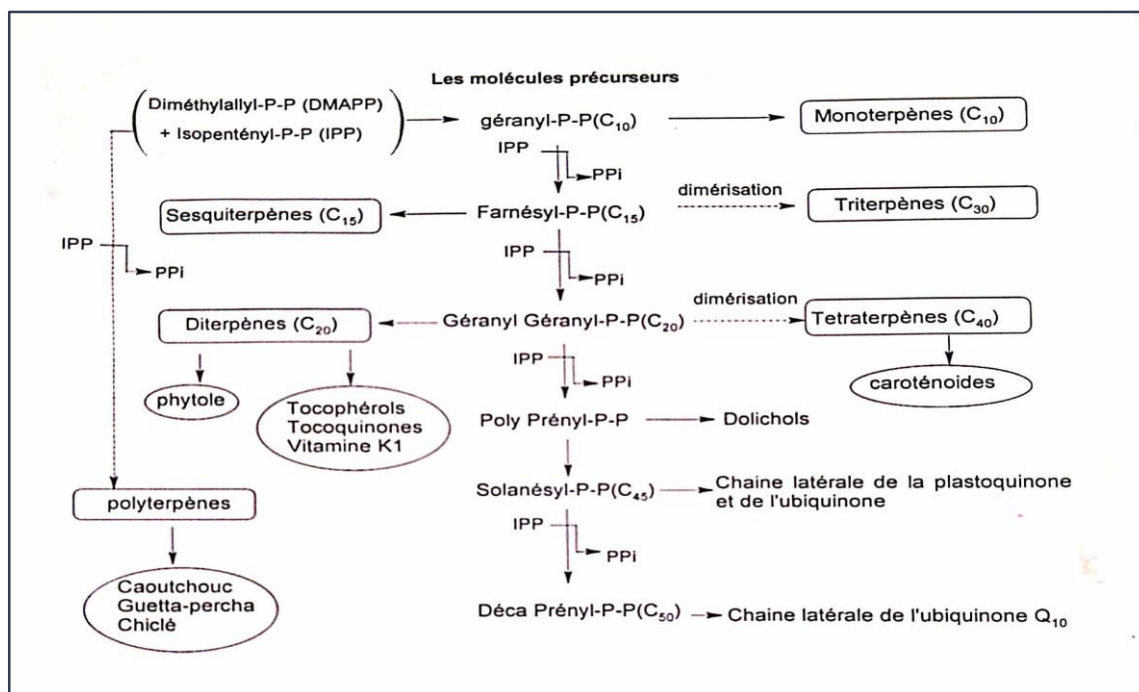 Les molécules précurseurs
Diméthylallyl-P-P (DMAPP)
+ Isopentényl-P-P (IPP)
géranyl-P-P(C₁₀)
Monoterpènes (C₁₀)
IPP
PPi
Sesquiterpènes (C₁₅)
Farnésyl-P-P(C₁₅)
dimérisation
Triterpènes (C₃₀)
IPP
PPi
IPP
PPi
Diterpènes (C₂₀)
Géranyl Géranyl-P-P(C₂₀)
dimérisation
Tetraterpènes (C₄₀)
IPP
PPi
phytole
Tocophérols
Tocoquinones
Vitamine K1
caroténoides
Poly Prényl-P-P
Dolichols
polyterpènes
Solanésyl-P-P(C₄₅)
Chaine latérale de la plastoquinone
et de l'ubiquinone
IPP
PPi
Caoutchouc
Guetta-percha
Chiclé
Déca Prényl-P-P(C₅₀)
Chaine latérale de l'ubiquinone Q₁₀